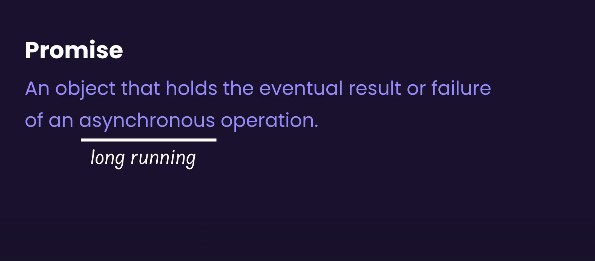 Promise
An object that holds the eventual result or failure
of an asynchronous operation.
long running